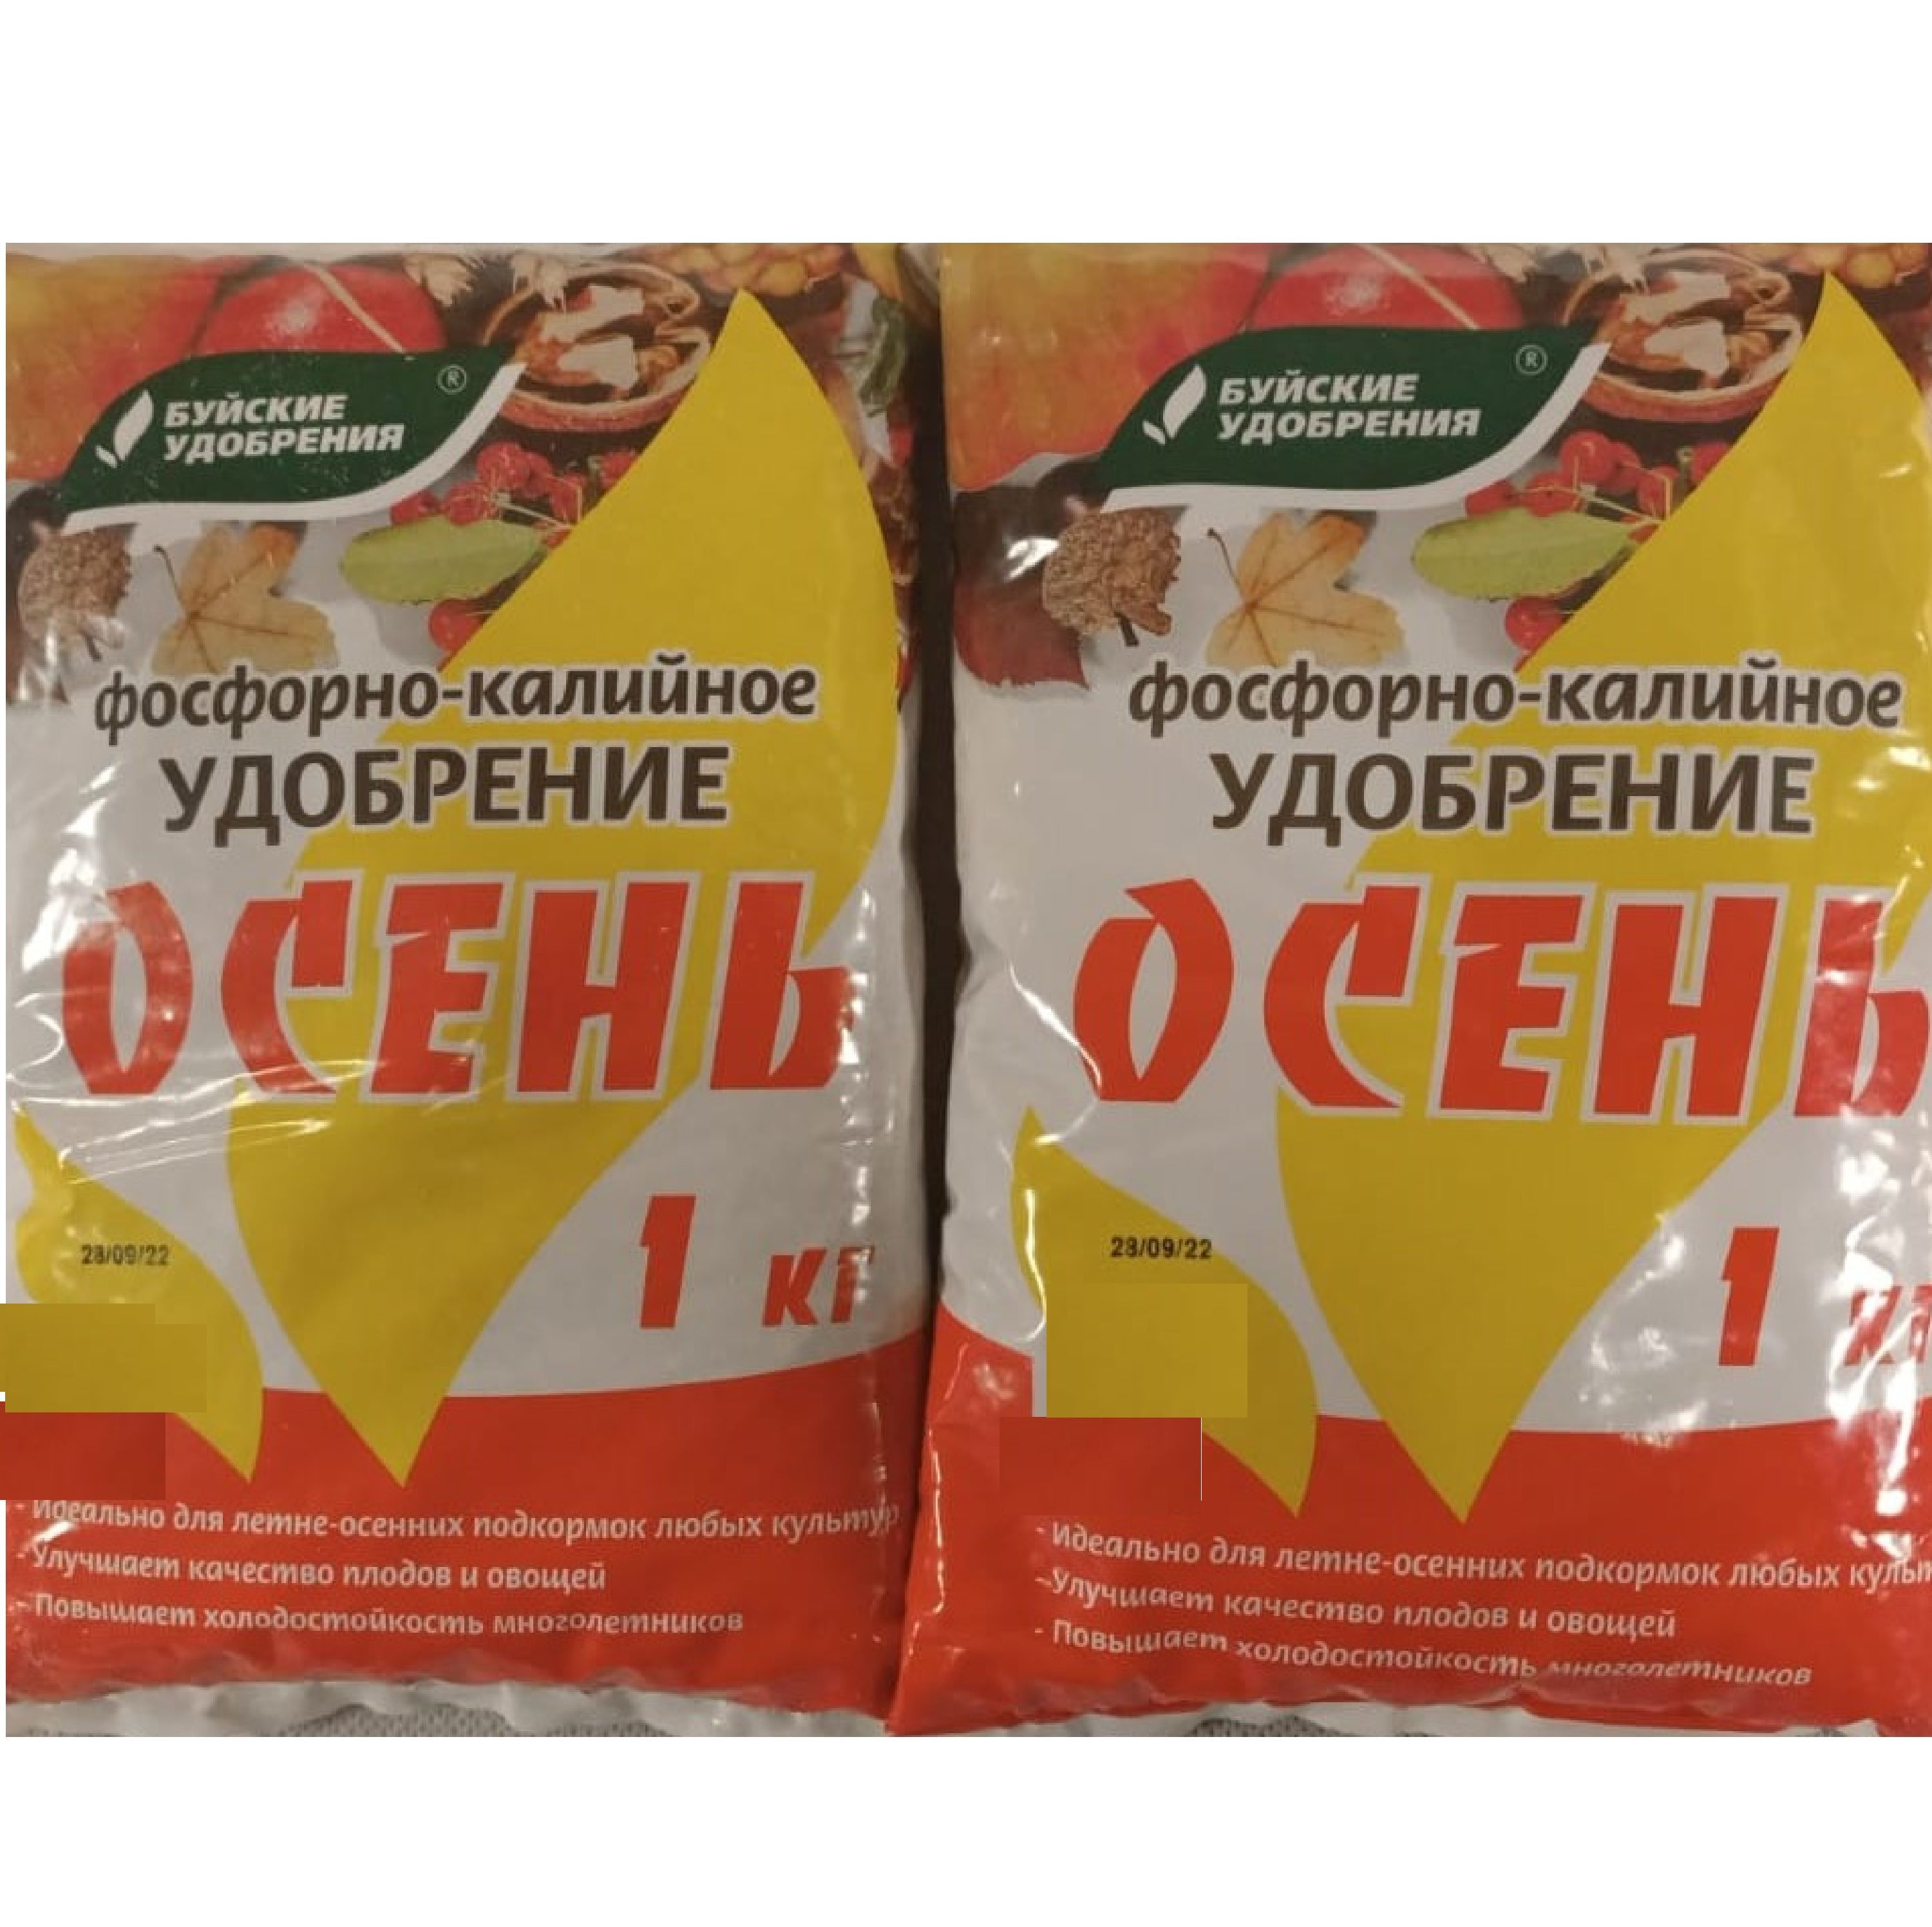 БУЙСКИЕ
УДОБРЕНИЯ
®
фосфорно-калийное
УДОБРЕНИЕ
ОСЕНЬ
1 кг
28/09/22
- Идеально для летне-осенних подкормок любых культур
- Улучшает качество плодов и овощей
- Повышает холодостойкость многолетников
БУЙСКИЕ
УДОБРЕНИЯ
®
фосфорно-калийное
УДОБРЕНИЕ
ОСЕНЬ
1 кг
28/09/22
- Идеально для летне-осенних подкормок любых
- Улучшает качество плодов и овощей
- Повышает холодостойкость многолетников